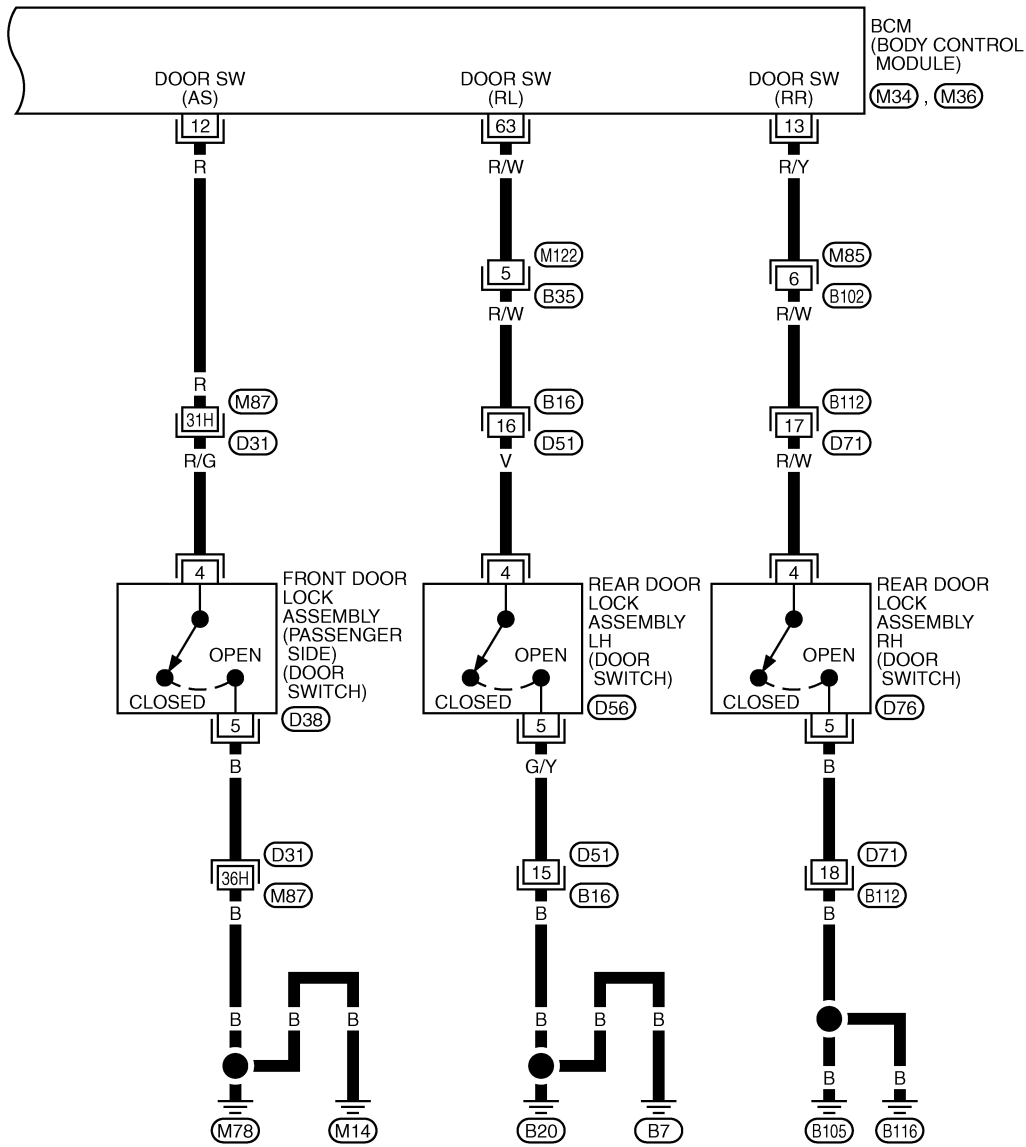 BCM
(BODY CONTROL
MODULE)
M34 , M36
DOOR SW
(AS)
DOOR SW
(RL)
DOOR SW
(RR)
12
63
13
R
R/W
R/Y
M122
M85
5
6
B35
B102
R/W
R/W
R
M87
B16
B112
31H
16
17
D31
D51
D71
R/G
V
R/W
4
4
4
FRONT DOOR
LOCK
ASSEMBLY
(PASSENGER
SIDE)
(DOOR
SWITCH)
D38
REAR DOOR
LOCK
ASSEMBLY
LH
(DOOR
SWITCH)
D56
REAR DOOR
LOCK
ASSEMBLY
RH
(DOOR
SWITCH)
D76
OPEN
OPEN
OPEN
CLOSED
CLOSED
CLOSED
5
5
5
B
G/Y
B
D31
D51
D71
36H
15
18
M87
B16
B112
B
B
B
B
B
B
B
B
B
B
B
M78
M14
B20
B7
B105
B116